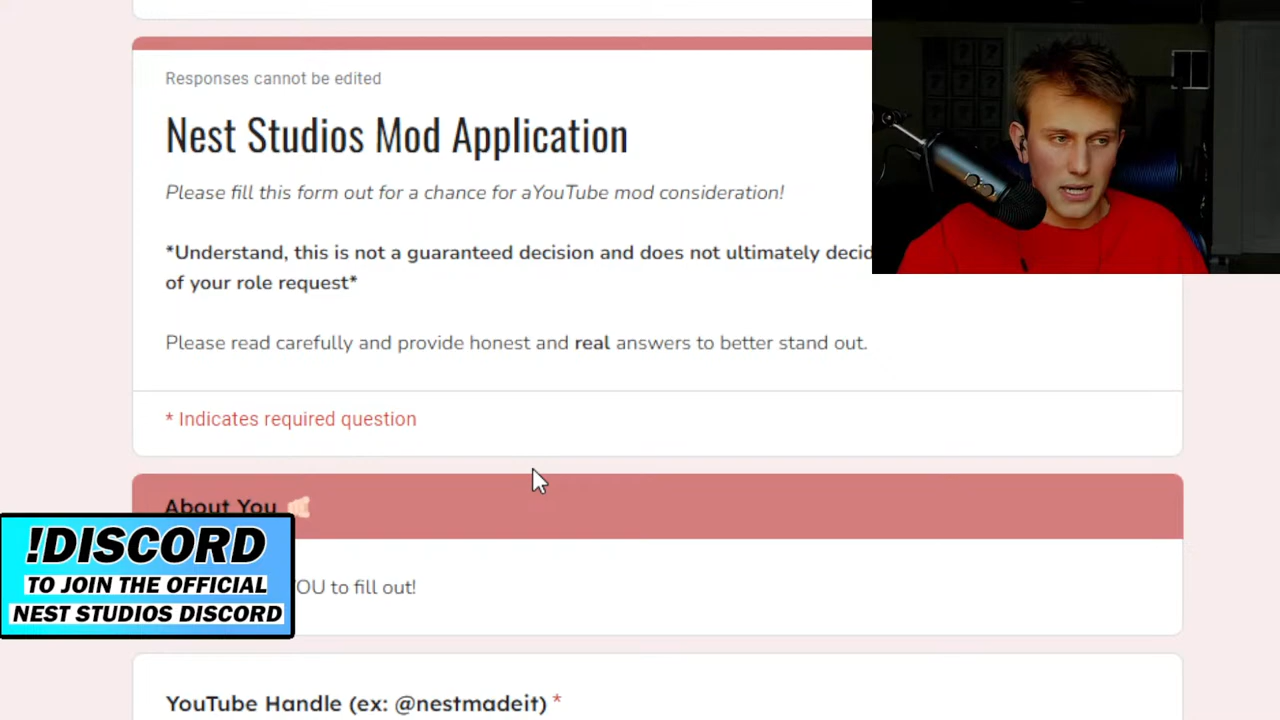 Responses cannot be edited
Nest Studios Mod Application
Please fill this form out for a chance for aYouTube mod consideration!
*Understand, this is not a guaranteed decision and does not ultimately decid
of your role request*
Please read carefully and provide honest and real answers to better stand out.
* Indicates required question
About You
!DISCORD
TO JOIN THE OFFICIAL
NEST STUDIOS DISCORD
OU to fill out!
YouTube Handle (ex: @nestmadeit) *